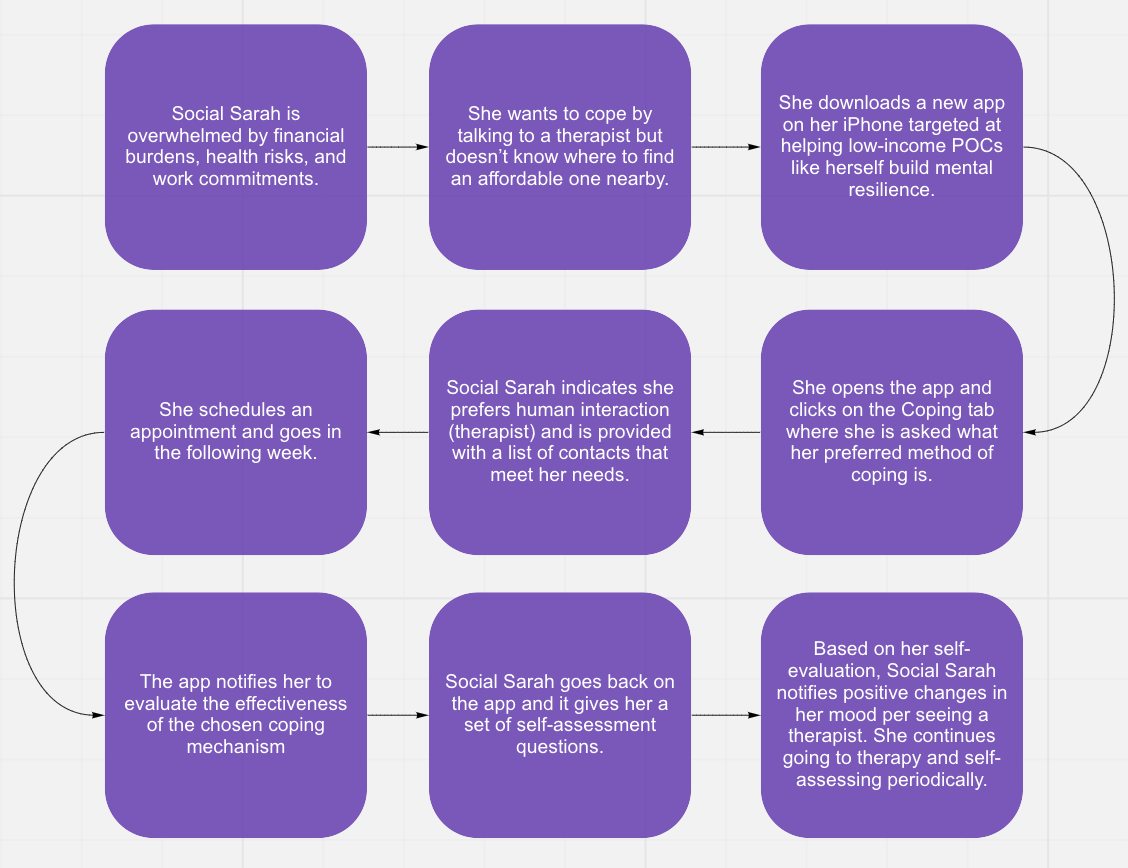 Social Sarah is
overwhelmed by financial
burdens, health risks, and
work commitments.
She wants to cope by
talking to a therapist but
doesn’t know where to find
an affordable one nearby.
She downloads a new app
on her iPhone targeted at
helping low-income POCs
like herself build mental
resilience.
She opens the app and
clicks on the Coping tab
where she is asked what
her preferred method of
coping is.
Social Sarah indicates she
prefers human interaction
(therapist) and is provided
with a list of contacts that
meet her needs.
She schedules an
appointment and goes in
the following week.
The app notifies her to
evaluate the effectiveness
of the chosen coping
mechanism
Social Sarah goes back on
the app and it gives her a
set of self-assessment
questions.
Based on her self-
evaluation, Social Sarah
notifies positive changes in
her mood per seeing a
therapist. She continues
going to therapy and self-
assessing periodically.